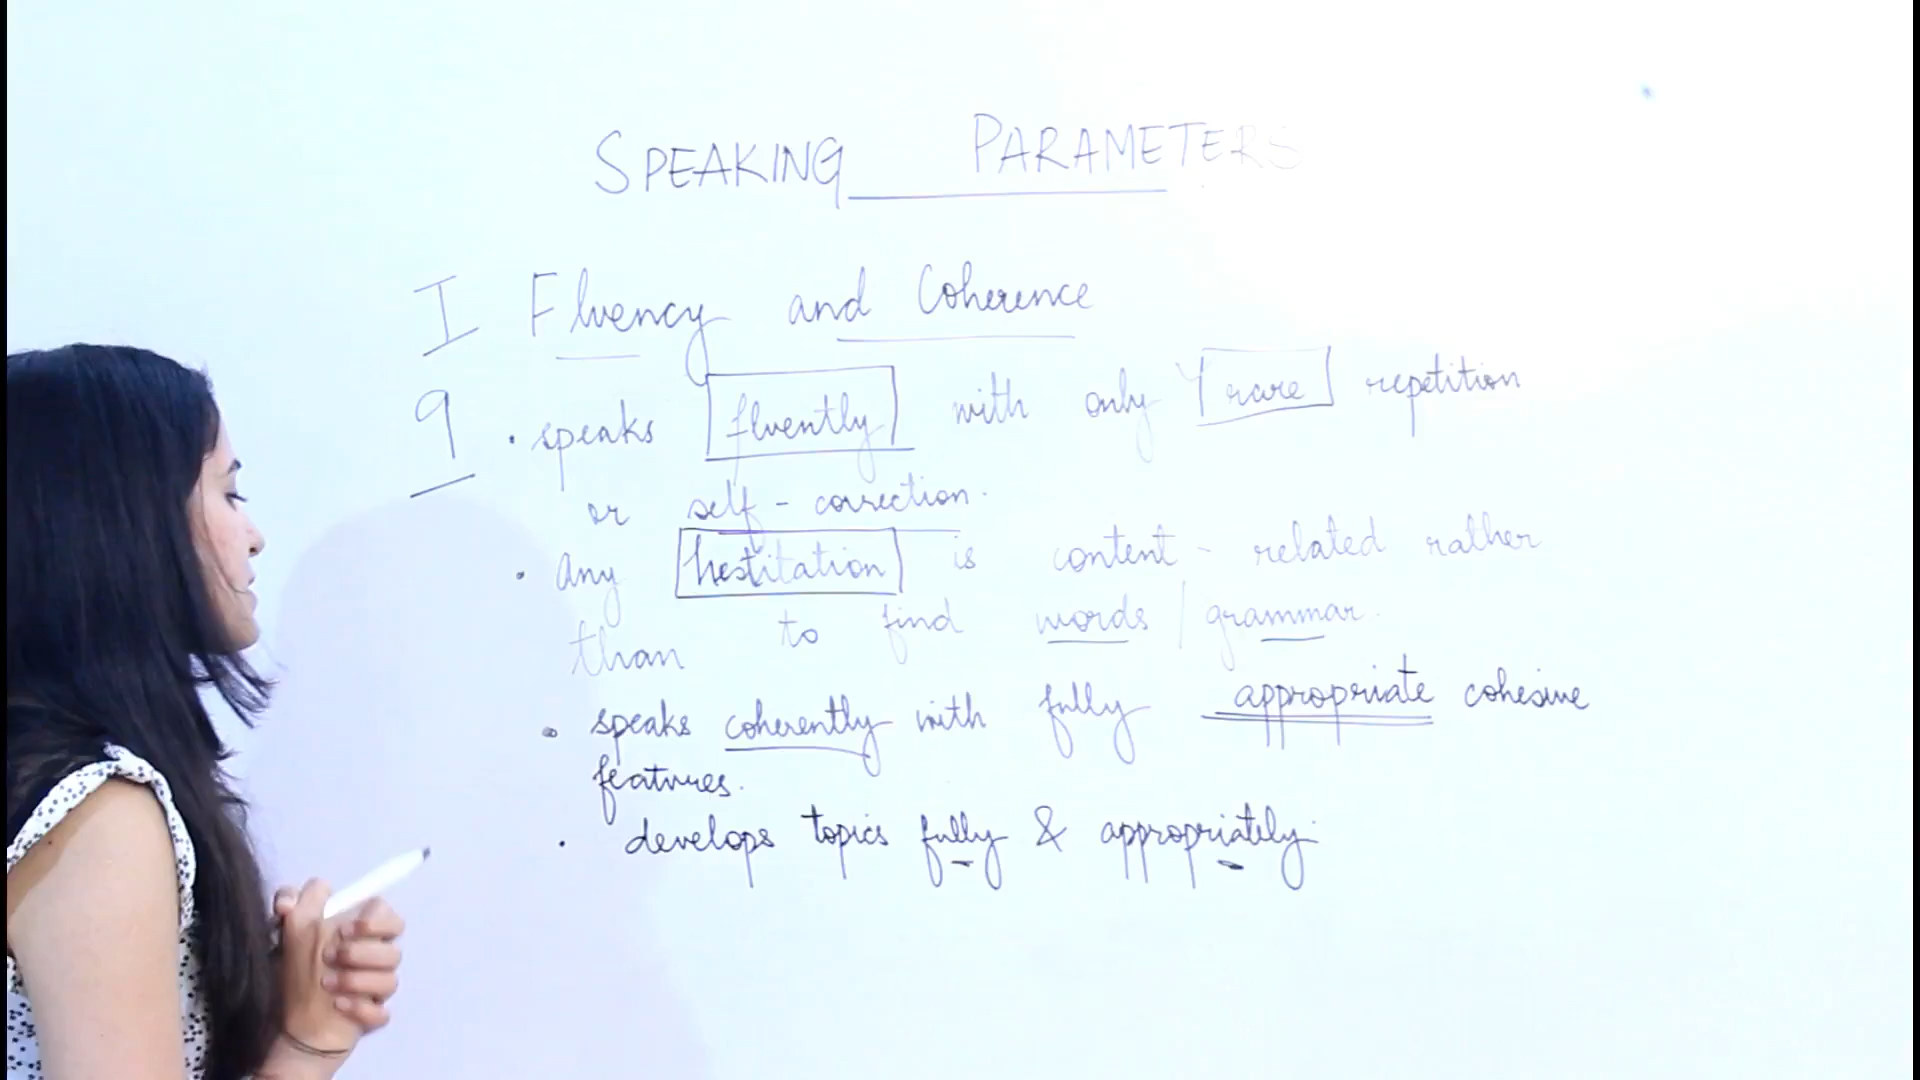 SPEAKING PARAMETERS
I Fluency and Coherence
9 . speaks fluently with only rare repetition
or self - correction.
. Any hestitation is content - related rather
than to find words / grammar.
. speaks coherently with fully appropriate cohesive
features.
. develops topics fully & appropriately.